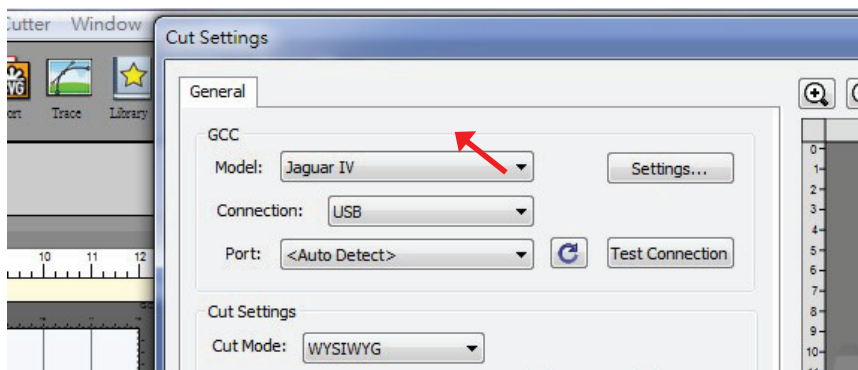 Cutter Window
Cut Settings
General
SVG
Trace
Library
GCC
Model: Jaguar IV
Settings...
Connection: USB
Port: <Auto Detect>
Test Connection
Cut Settings
Cut Mode: WYSIWYG
10 11 12
0
1
2
3
4
5
6
7
8
9
10